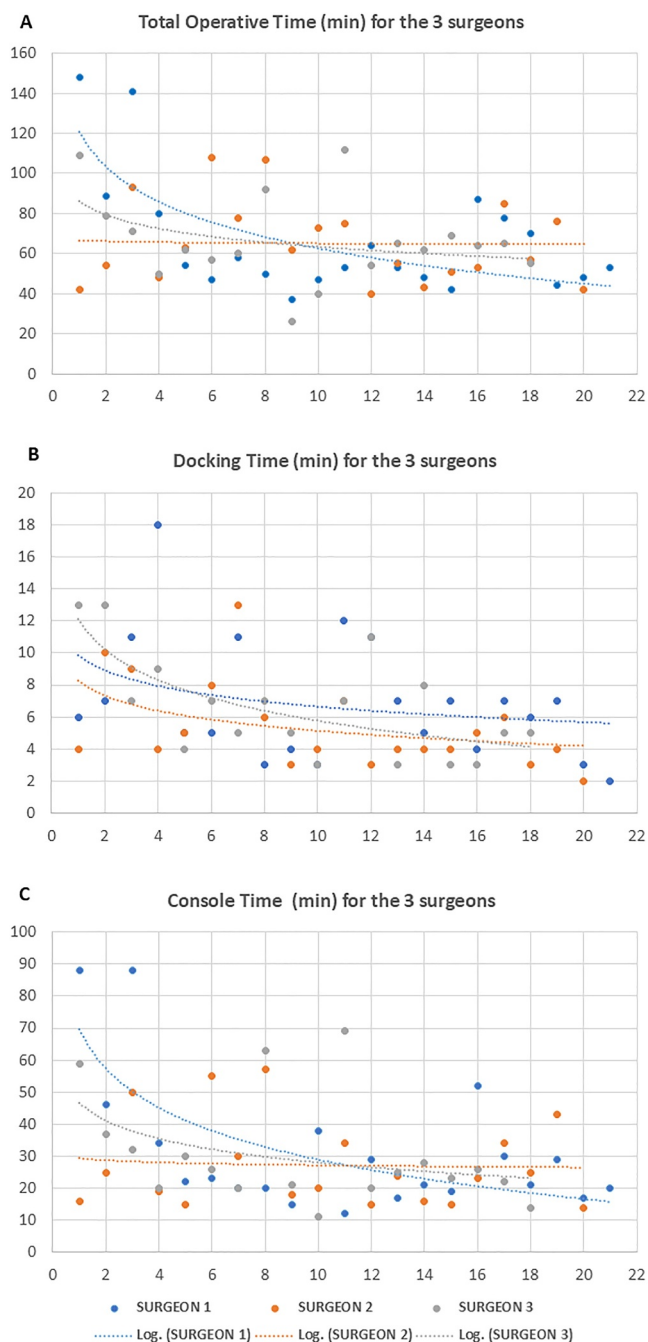 A
Total Operative Time (min) for the 3 surgeons
160
140
120
100
80
60
40
20
0
0 2 4 6 8 10 12 14 16 18 20 22
B
Docking Time (min) for the 3 surgeons
20
18
16
14
12
10
8
6
4
2
0
0 2 4 6 8 10 12 14 16 18 20 22
C
Console Time (min) for the 3 surgeons
100
90
80
70
60
50
40
30
20
10
0
0 2 4 6 8 10 12 14 16 18 20 22
SURGEON 1 SURGEON 2 SURGEON 3
Log. (SURGEON 1) Log. (SURGEON 2) Log. (SURGEON 3)